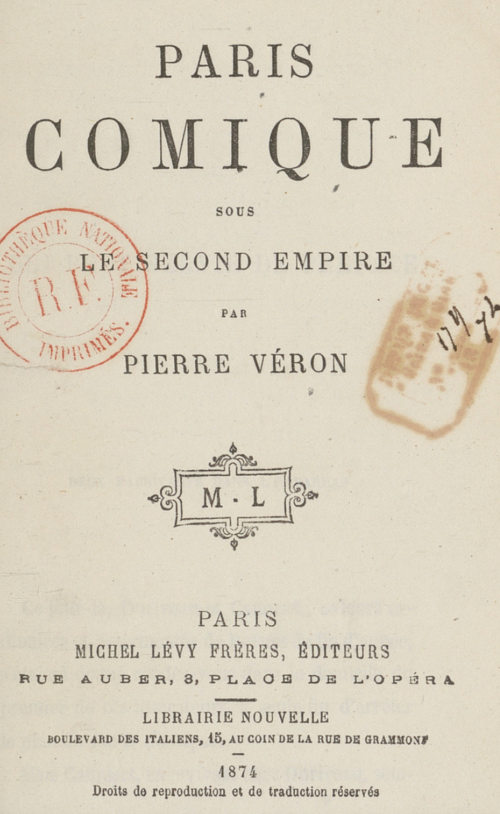 PARIS
COMIQUE
SOUS
LE SECOND EMPIRE
PAR
PIERRE VÉRON
BIBLIOTHÈQUE NATIONALE
R.F.
IMPRIMÉS.
M - L
PARIS
MICHEL LÉVY FRÈRES, ÉDITEURS
RUE AUBER, 3, PLACE DE L'OPÉRA
LIBRAIRIE NOUVELLE
BOULEVARD DES ITALIENS, 15, AU COIN DE LA RUE DE GRAMMONT
1874
Droits de reproduction et de traduction réservés